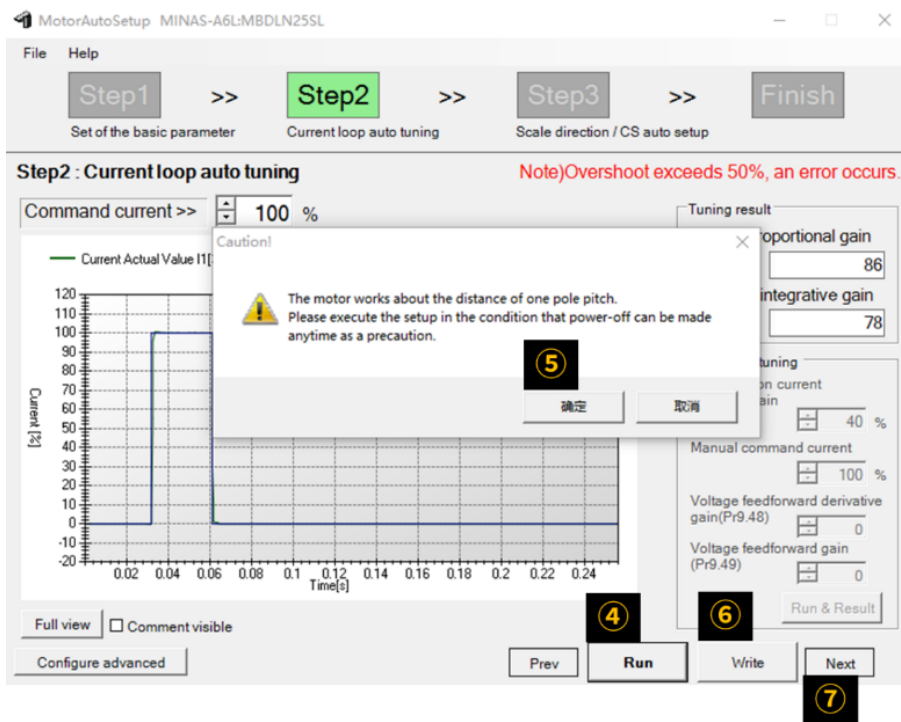 MotorAutoSetup MINAS-A6L:MBDLN25SL
File Help
Step1 >> Step2 >> Step3 >> Finish
Set of the basic parameter Current loop auto tuning Scale direction / CS auto setup
Step2 : Current loop auto tuning Note)Overshoot exceeds 50%, an error occurs.
Command current >> 100 %
Tuning result
Caution!
oportional gain
Current Actual Value I1[
86
The motor works about the distance of one pole pitch.
Please execute the setup in the condition that power-off can be made
anytime as a precaution.
integrative gain
78
⑤
确定 取消
120
110
100
90
80
70
60
50
40
30
20
10
0
-10
-20
Current [%]
0.02 0.04 0.06 0.08 0.1 0.12 0.14 0.16 0.18 0.2 0.22 0.24
Time[s]
tuning
on current
ain
40 %
Manual command current
100 %
Voltage feedforward derivative
gain(Pr9.48)
0
Voltage feedforward gain
(Pr9.49)
0
Run & Result
Full view Comment visible
④ ⑥
Configure advanced Prev Run Write Next
⑦